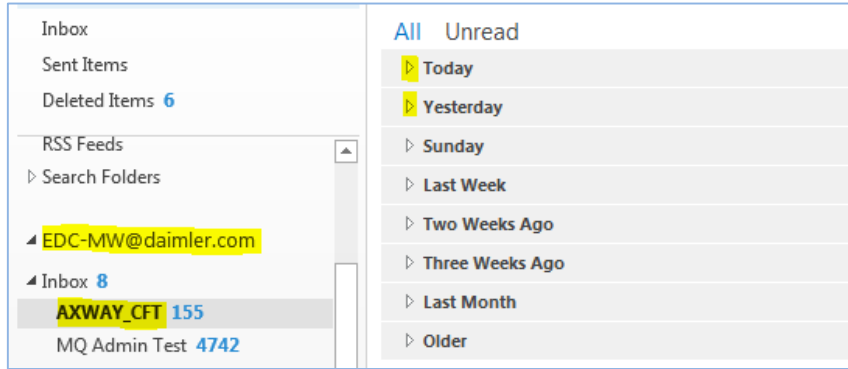 Inbox
Sent Items
Deleted Items 6
RSS Feeds
Search Folders
EDC-MW@daimler.com
Inbox 8
AXWAY_CFT 155
MQ Admin Test 4742
All Unread
Today
Yesterday
Sunday
Last Week
Two Weeks Ago
Three Weeks Ago
Last Month
Older